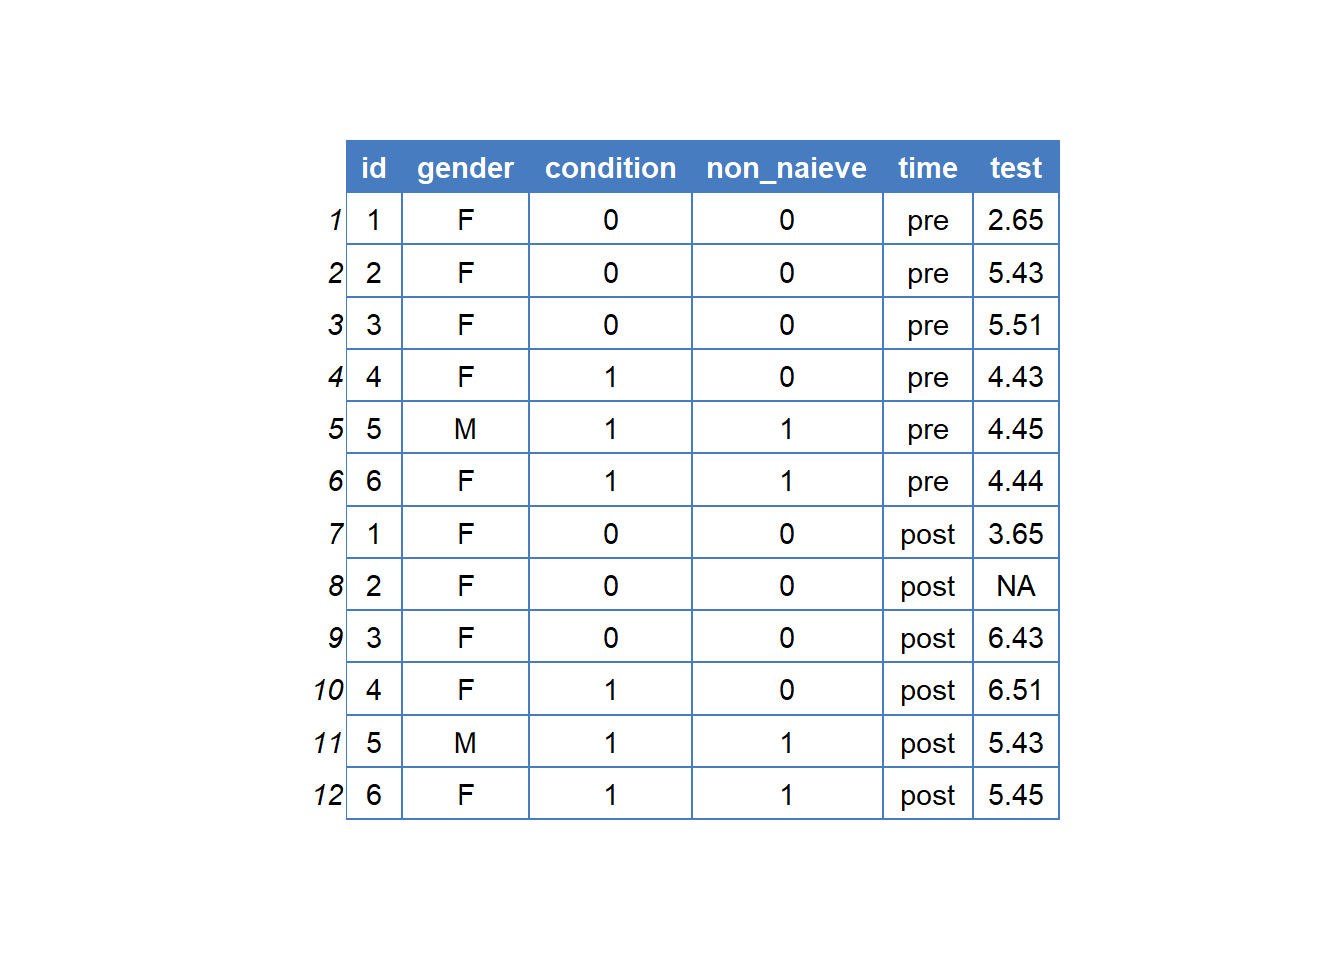 id gender condition non_naieve time test
1 1 F 0 0 pre 2.65
2 2 F 0 0 pre 5.43
3 3 F 0 0 pre 5.51
4 4 F 1 0 pre 4.43
5 5 M 1 1 pre 4.45
6 6 F 1 1 pre 4.44
7 1 F 0 0 post 3.65
8 2 F 0 0 post NA
9 3 F 0 0 post 6.43
10 4 F 1 0 post 6.51
11 5 M 1 1 post 5.43
12 6 F 1 1 post 5.45